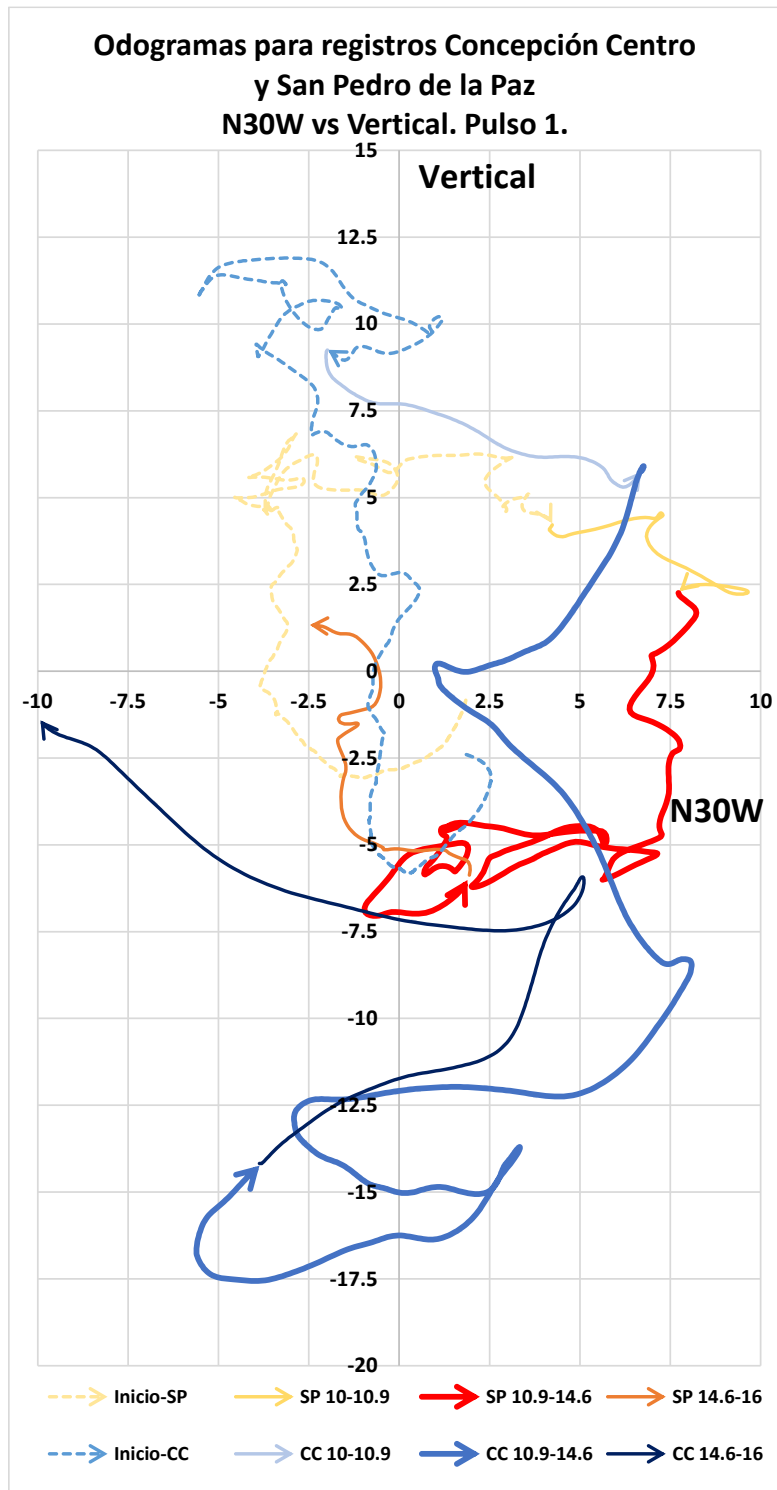 Odogramas para registros Concepción Centro
y San Pedro de la Paz
N30W vs Vertical. Pulso 1.
15
Vertical
12.5
10
7.5
5
2.5
0
-10 -7.5 -5 -2.5 0 2.5 5 7.5 10
-2.5
N30W
-5
-7.5
-10
-12.5
-15
-17.5
-20
Inicio-SP SP 10-10.9 SP 10.9-14.6 SP 14.6-16
Inicio-CC CC 10-10.9 CC 10.9-14.6 CC 14.6-16